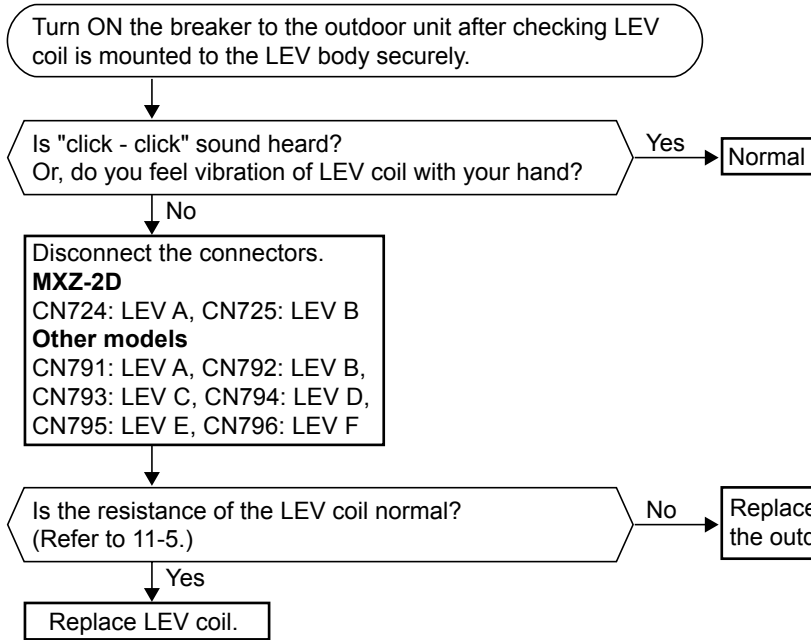 Turn ON the breaker to the outdoor unit after checking LEV
coil is mounted to the LEV body securely.
Is "click - click" sound heard?
Or, do you feel vibration of LEV coil with your hand?
Yes
Normal
No
Disconnect the connectors.
MXZ-2D
CN724: LEV A, CN725: LEV B
Other models
CN791: LEV A, CN792: LEV B,
CN793: LEV C, CN794: LEV D,
CN795: LEV E, CN796: LEV F
Is the resistance of the LEV coil normal?
(Refer to 11-5.)
No
Replace
the
Yes
Replace LEV coil.